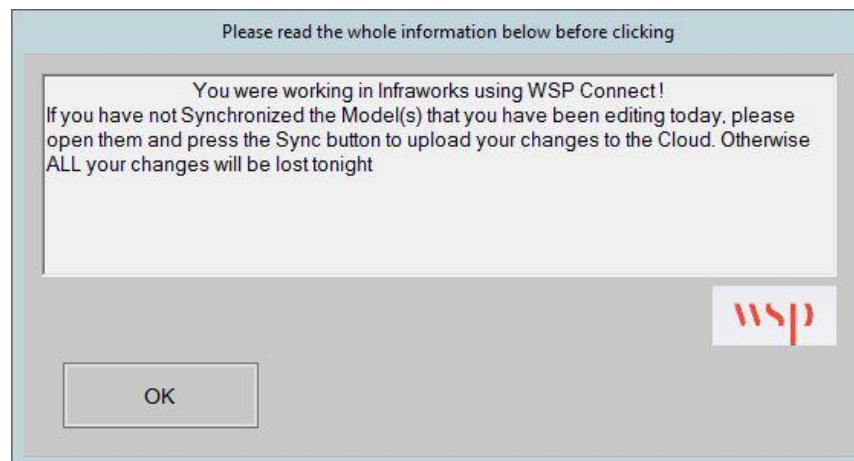 Please read the whole information below before clicking
You were working in Infraworks using WSP Connect !
If you have not Synchronized the Model(s) that you have been editing today, please
open them and press the Sync button to upload your changes to the Cloud. Otherwise
ALL your changes will be lost tonight
wsp
OK